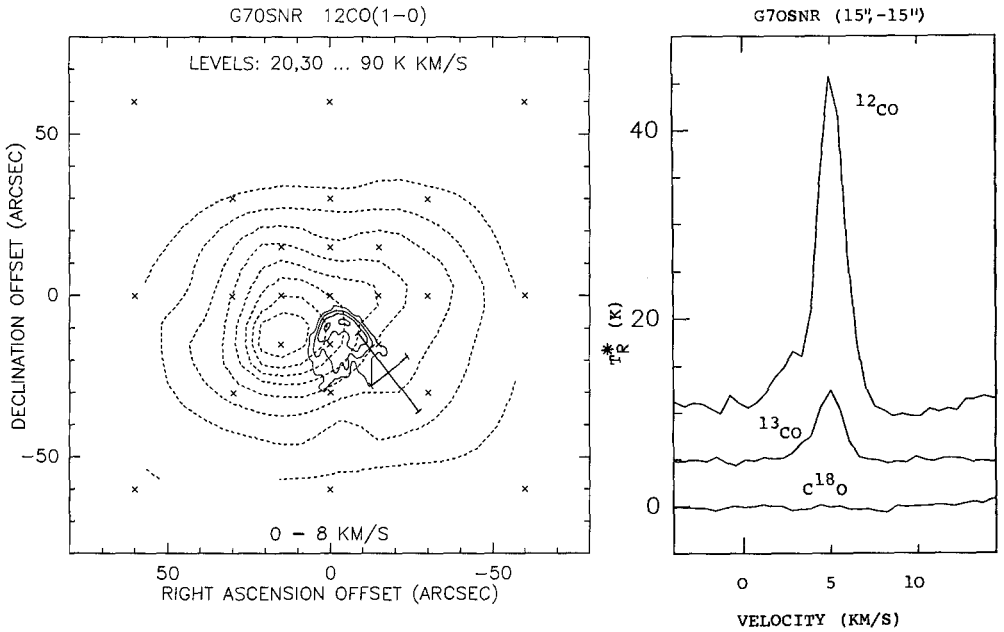 G70SNR 12CO(1-0)
LEVELS: 20,30 ... 90 K KM/S
50
0
-50
DECLINATION OFFSET (ARCSEC)
0 - 8 KM/S
50
0
-50
RIGHT ASCENSION OFFSET (ARCSEC)
G70SNR (15",-15")
12CO
40
20
0
T*R (K)
13CO
C18O
0
5
10
VELOCITY (KM/S)